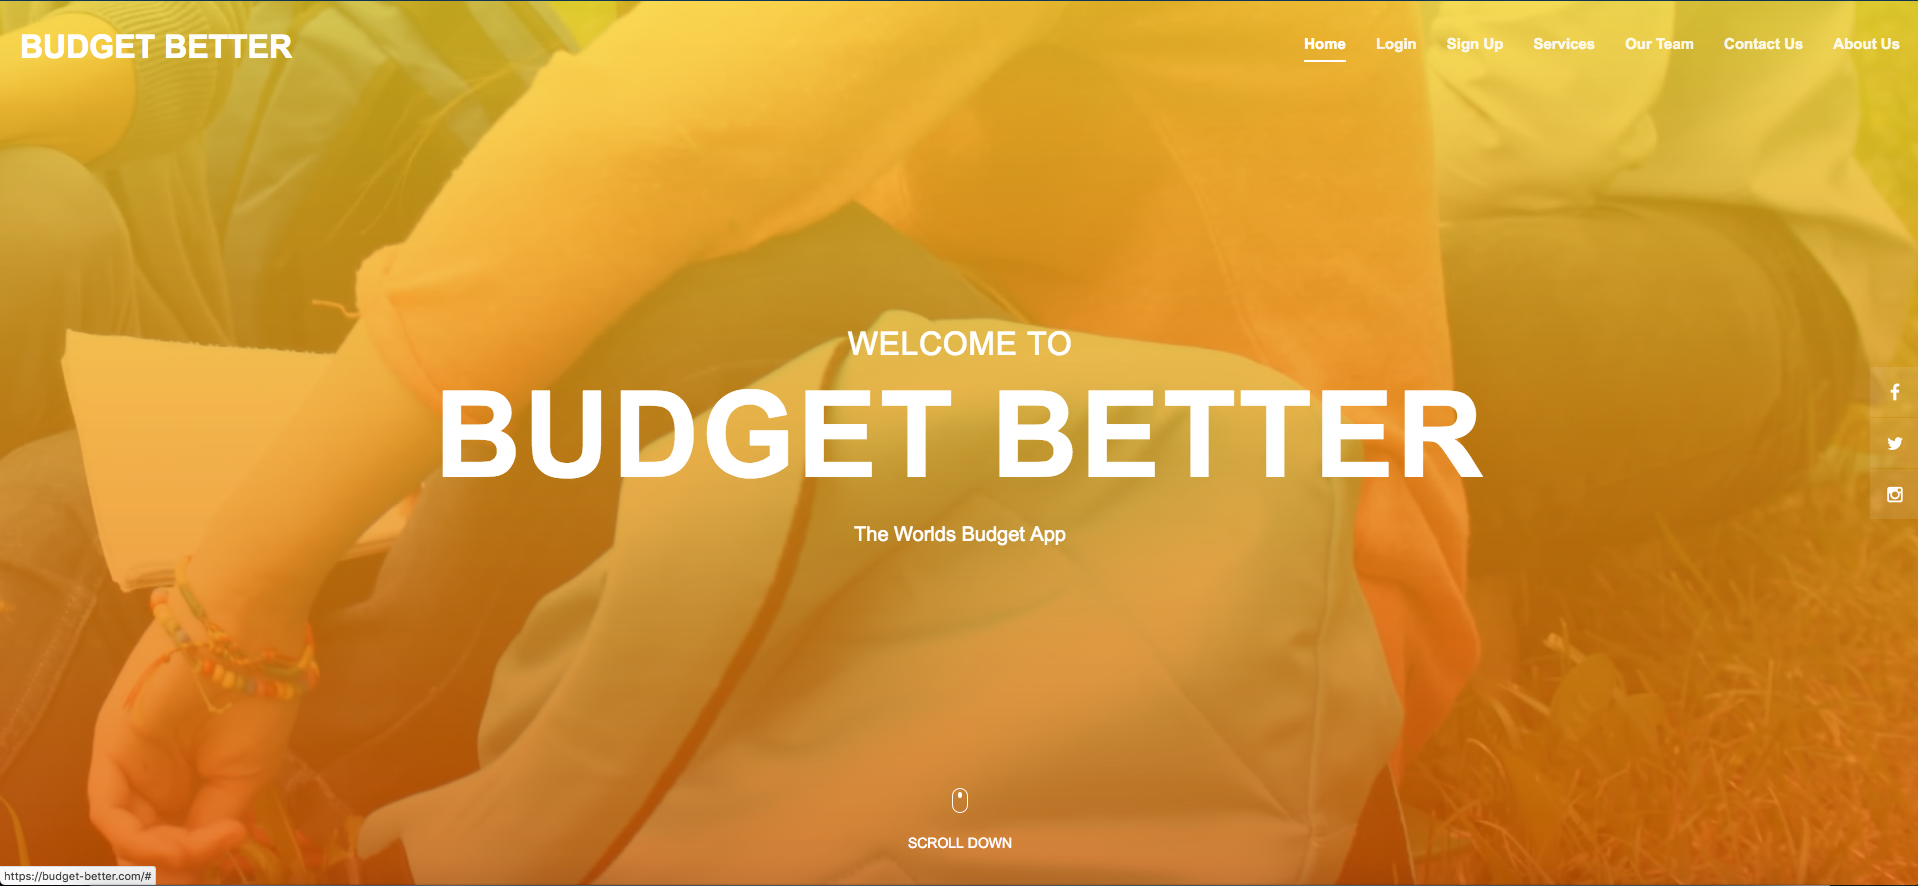 BUDGET BETTER
Home Login Sign Up Services Our Team Contact Us About Us
WELCOME TO
BUDGET BETTER
The Worlds Budget App
SCROLL DOWN
https://budget-better.com/#